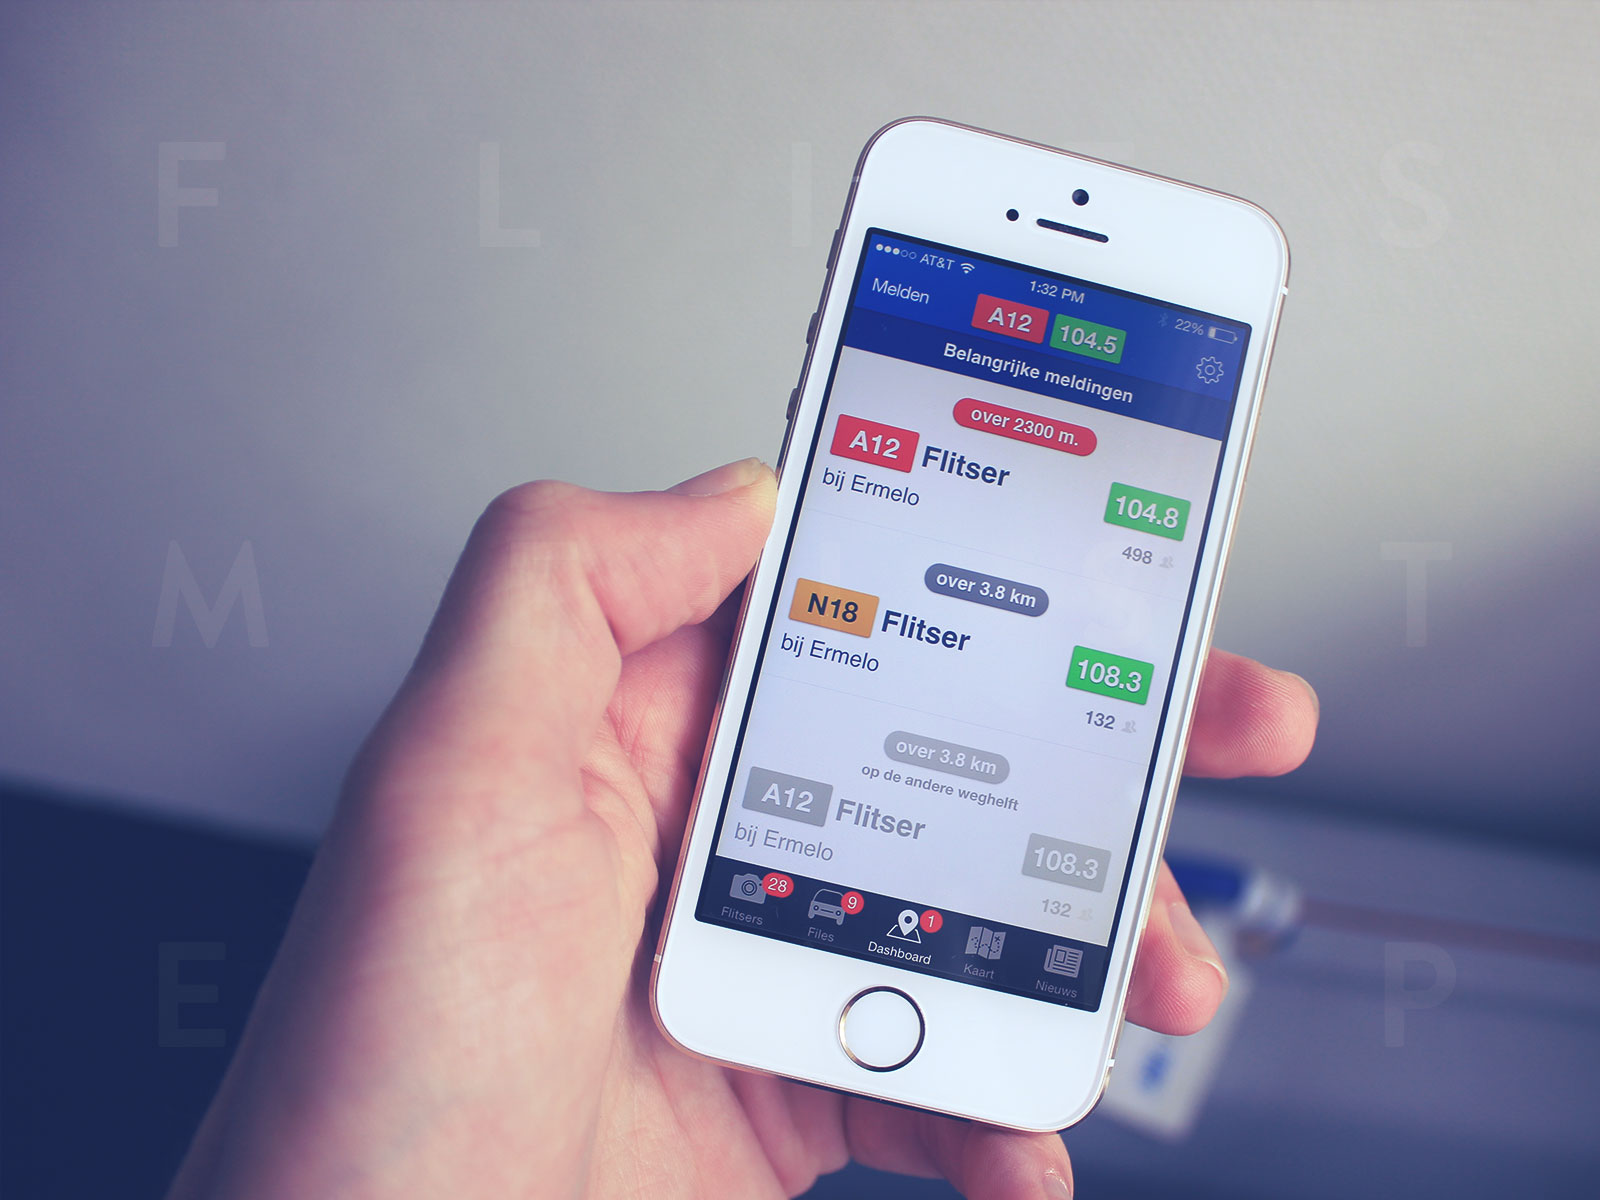 F L I T S
●●●○○ AT&T 1:32 PM 22%
Melden A12 104.5
Belangrijke meldingen
over 2300 m.
A12 Flitser
bij Ermelo
104.8
498
M S T
over 3.8 km
N18 Flitser
bij Ermelo
108.3
132
over 3.8 km
op de andere weghelft
A12 Flitser
bij Ermelo
108.3
132
28 9 1
Flitsers Files Dashboard Kaart Nieuws
E P